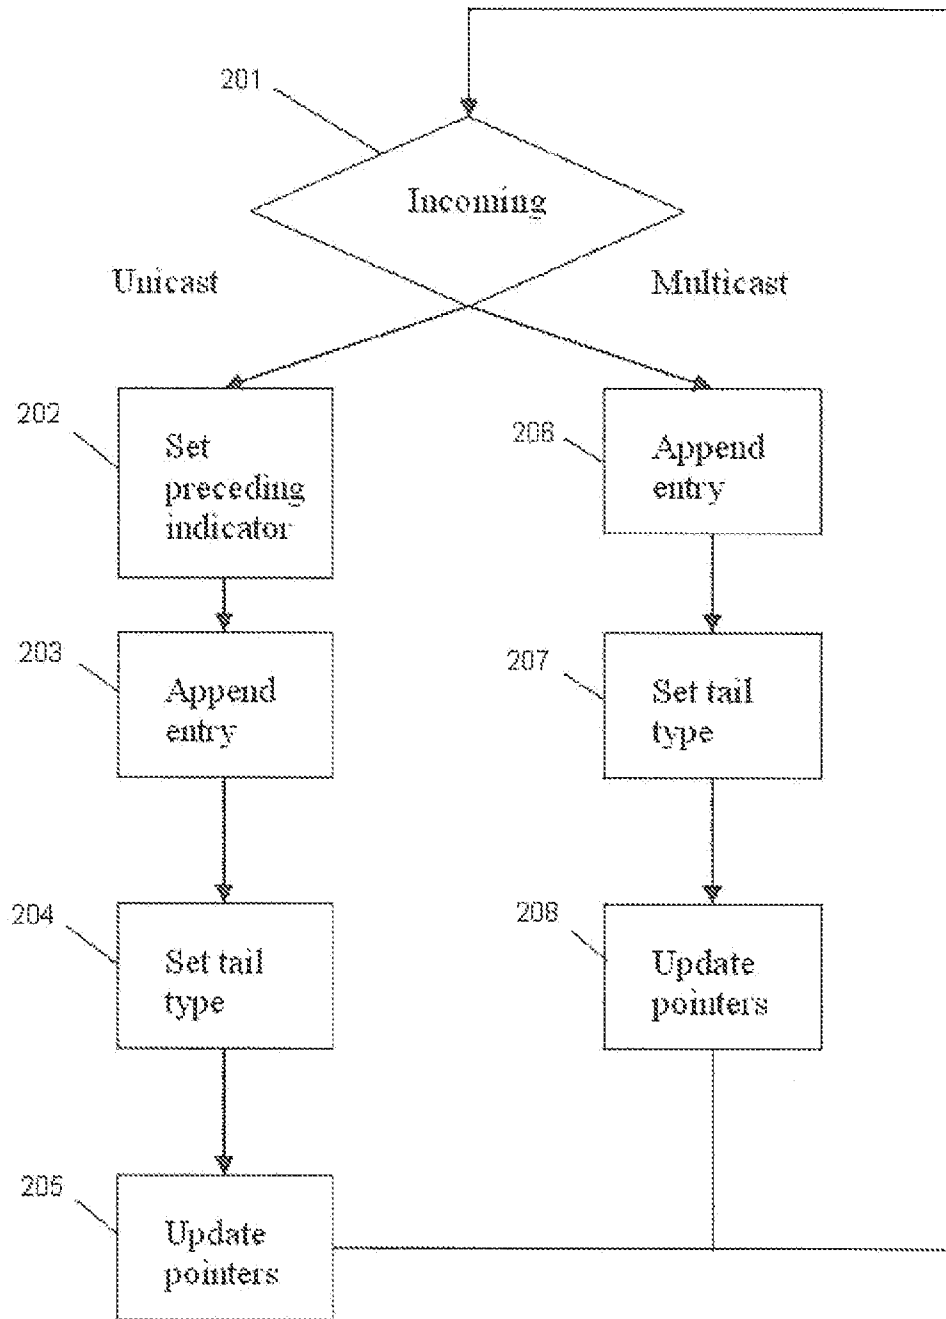 201
Incoming
Unicast
Multicast
202
Set
preceding
indicator
206
Append
entry
203
Append
entry
207
Set tail
type
204
Set tail
type
208
Update
pointers
205
Update
pointers